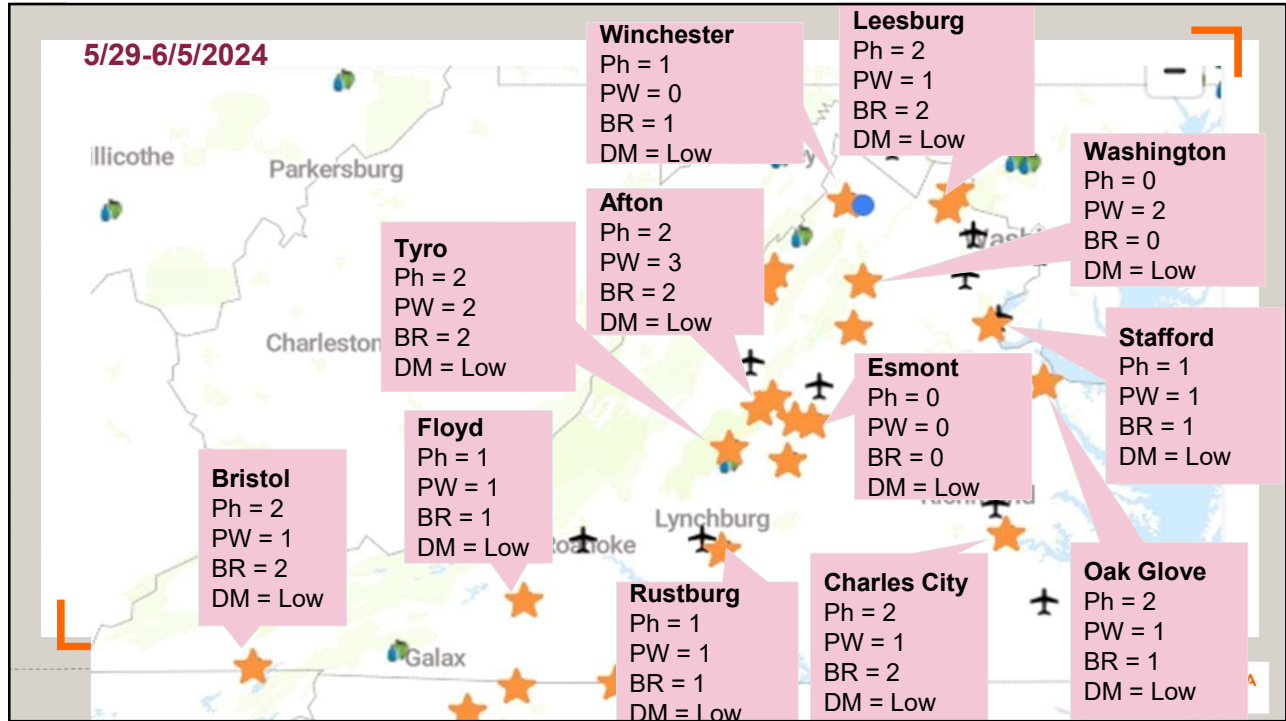 5/29-6/5/2024
Winchester
Ph = 1
PW = 0
BR = 1
DM = Low
Leesburg
Ph = 2
PW = 1
BR = 2
DM = Low
Washington
Ph = 0
PW = 2
BR = 0
DM = Low
Afton
Ph = 2
PW = 3
BR = 2
DM = Low
Tyro
Ph = 2
PW = 2
BR = 2
DM = Low
Stafford
Ph = 1
PW = 1
BR = 1
DM = Low
Esmont
Ph = 0
PW = 0
BR = 0
DM = Low
Floyd
Ph = 1
PW = 1
BR = 1
DM = Low
Bristol
Ph = 2
PW = 1
BR = 2
DM = Low
Rustburg
Ph = 1
PW = 1
BR = 1
DM = Low
Charles City
Ph = 2
PW = 1
BR = 2
DM = Low
Oak Glove
Ph = 2
PW = 1
BR = 1
DM = Low
illicothe
Parkersburg
Charleston
Lynchburg
Roanoke
Galax
A